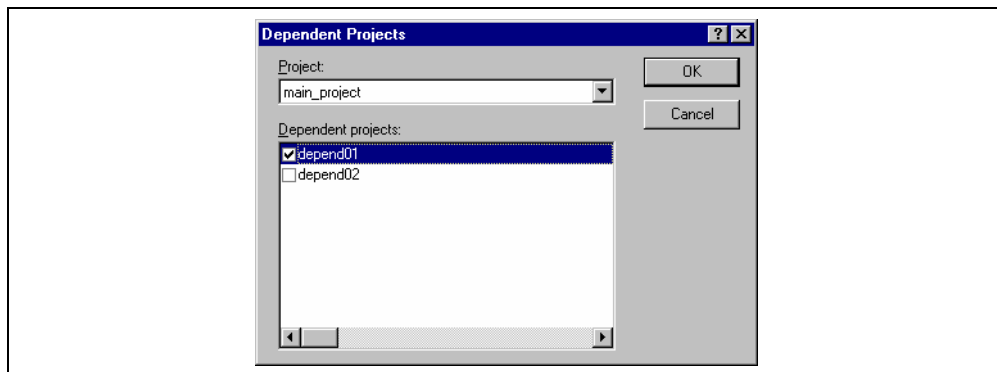 Dependent Projects
Project:
OK
main_project
Cancel
Dependent projects:
depend01
depend02